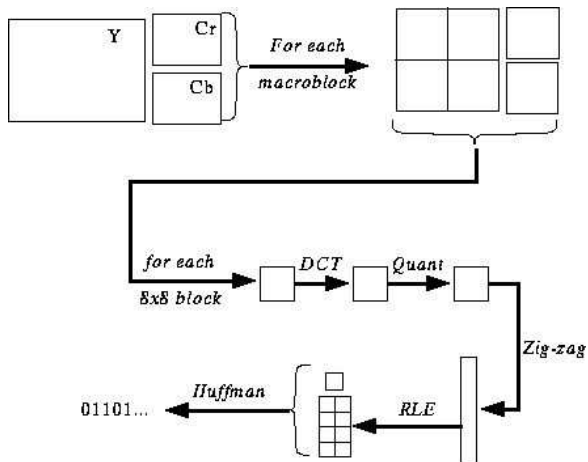 Y
Cr
Cb
For each
macroblock
for each
8x8 block
DCT
Quant
Zig-zag
RLE
Huffman
01101...